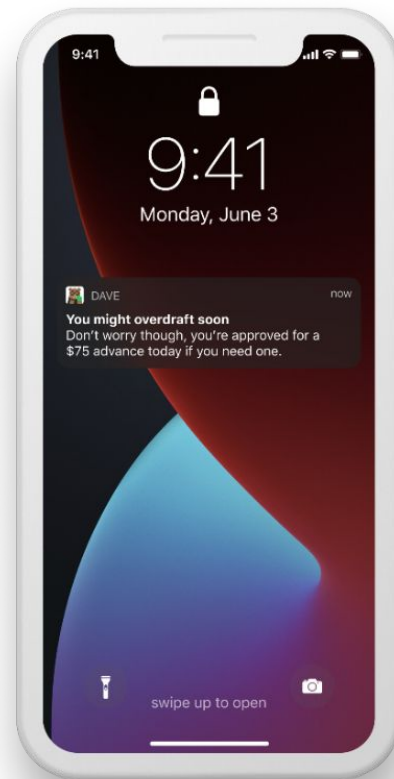 9:41
9:41
Monday, June 3
DAVE now
You might overdraft soon
Don't worry though, you're approved for a
$75 advance today if you need one.
swipe up to open